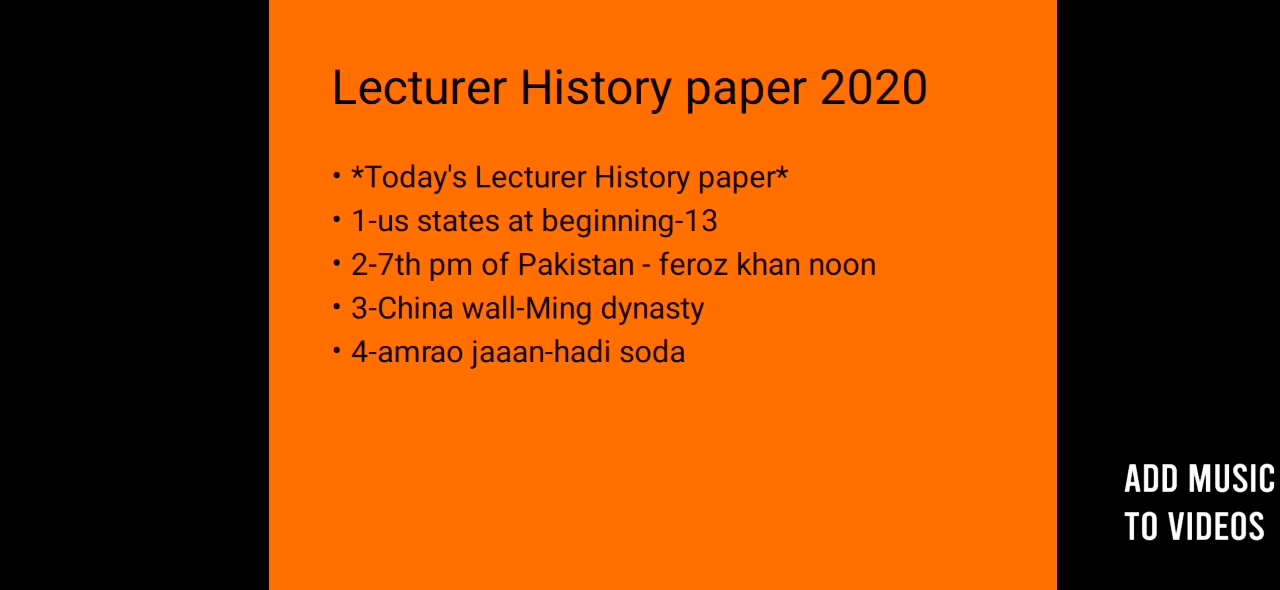 Lecturer History paper 2020
• *Today's Lecturer History paper*
• 1-us states at beginning-13
• 2-7th pm of Pakistan - feroz khan noon
• 3-China wall-Ming dynasty
• 4-amrao jaaan-hadi soda
ADD MUSIC
TO VIDEOS